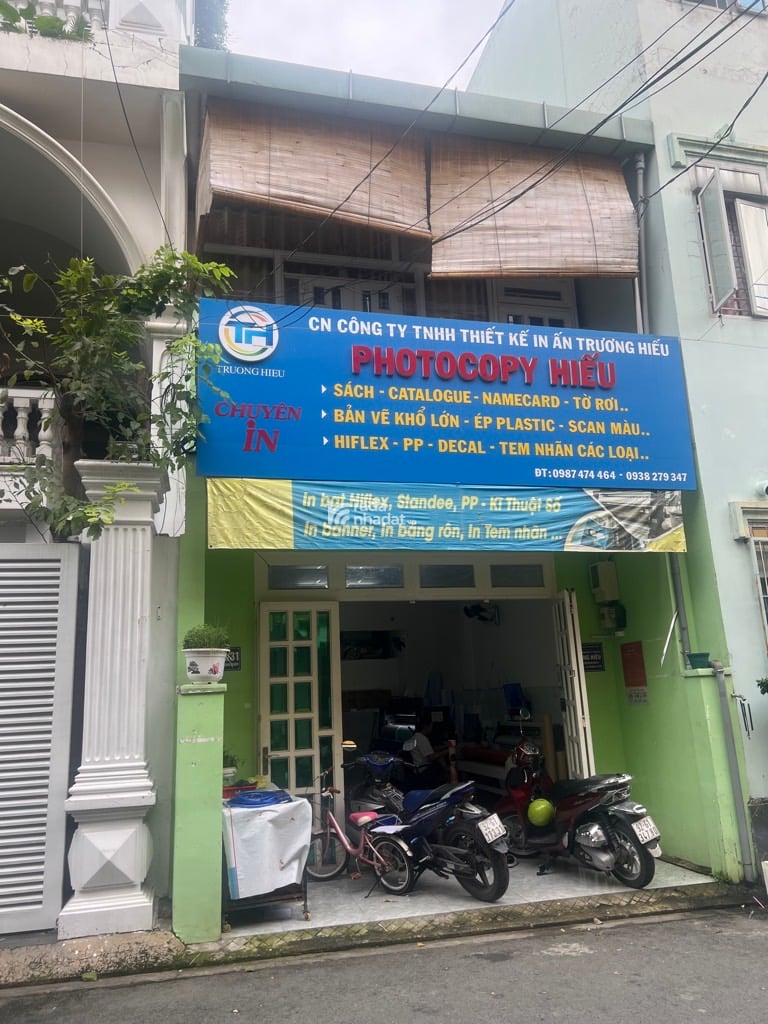 TH
TRUONG HIEU
CN CÔNG TY TNHH THIẾT KẾ IN ẤN TRƯƠNG HIẾU
PHOTOCOPY HIẾU
CHUYÊN
IN
SÁCH - CATALOGUE - NAMECARD - TỜ RƠI..
BẢN VẼ KHỔ LỚN - ÉP PLASTIC - SCAN MÀU..
HIFLEX - PP - DECAL - TEM NHÃN CÁC LOẠI..
ĐT: 0987 474 464 - 0938 279 347
In bạt Hiflex, Standee, PP - Kĩ Thuật Số
In banner, in băng rôn, In Tem nhãn ...
nhadat